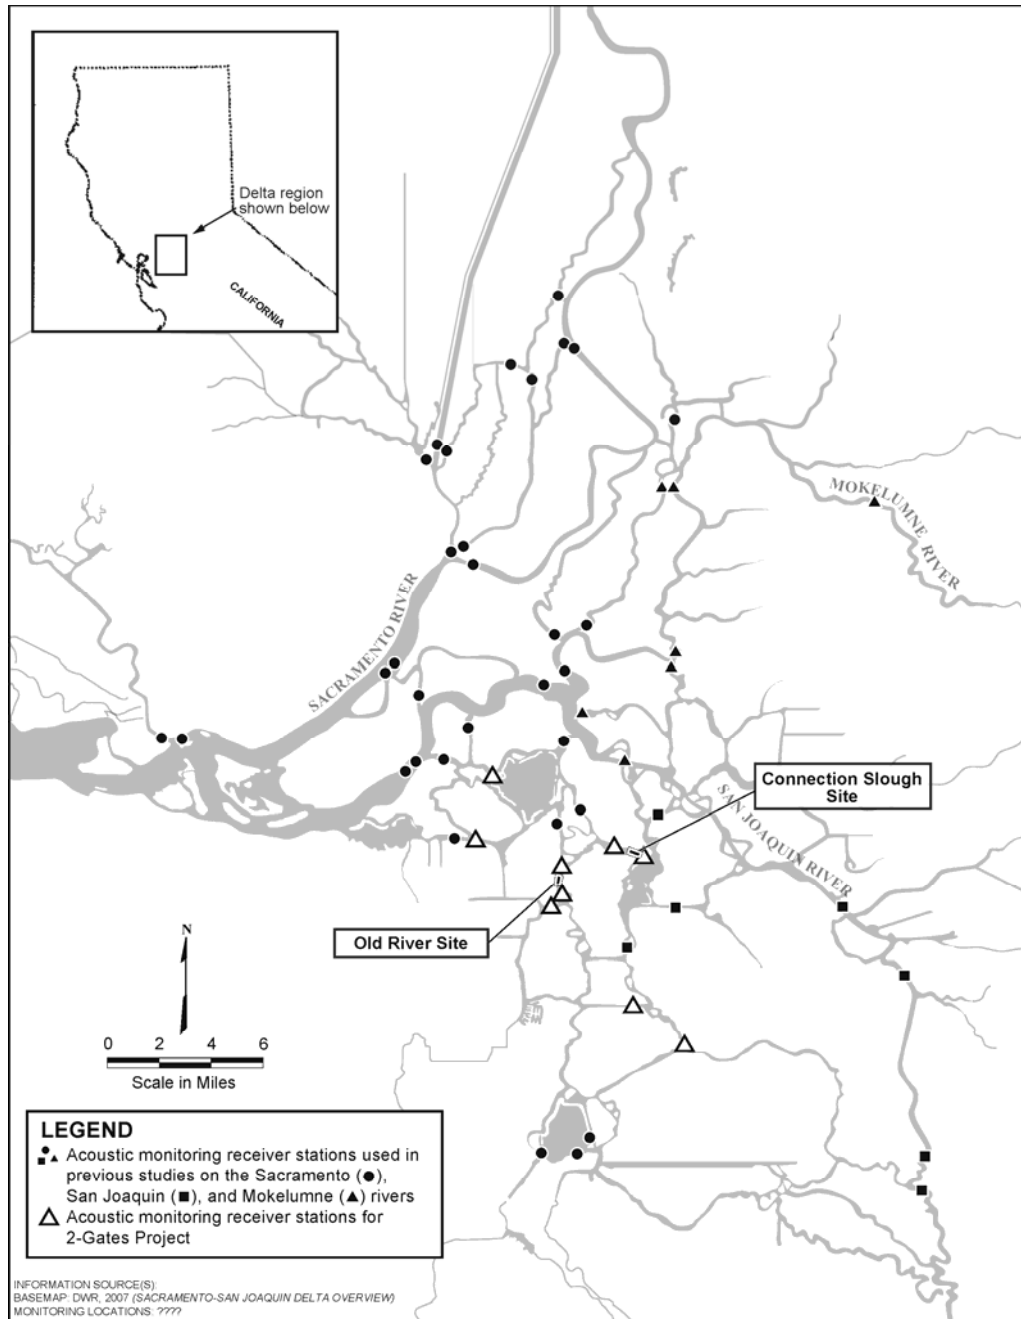 Delta region
shown below
CALIFORNIA
MOKELUMNE
RIVER
SACRAMENTO RIVER
Connection Slough
Site
SAN JOAQUIN RIVER
Old River Site
N
0 2 4 6
Scale in Miles
LEGEND
Acoustic monitoring receiver stations used in
previous studies on the Sacramento (●),
San Joaquin (■), and Mokelumne (▲) rivers
Acoustic monitoring receiver stations for
2-Gates Project
INFORMATION SOURCE(S):
BASEMAP: DWR, 2007 (SACRAMENTO-SAN JOAQUIN DELTA OVERVIEW)
MONITORING LOCATIONS: ????